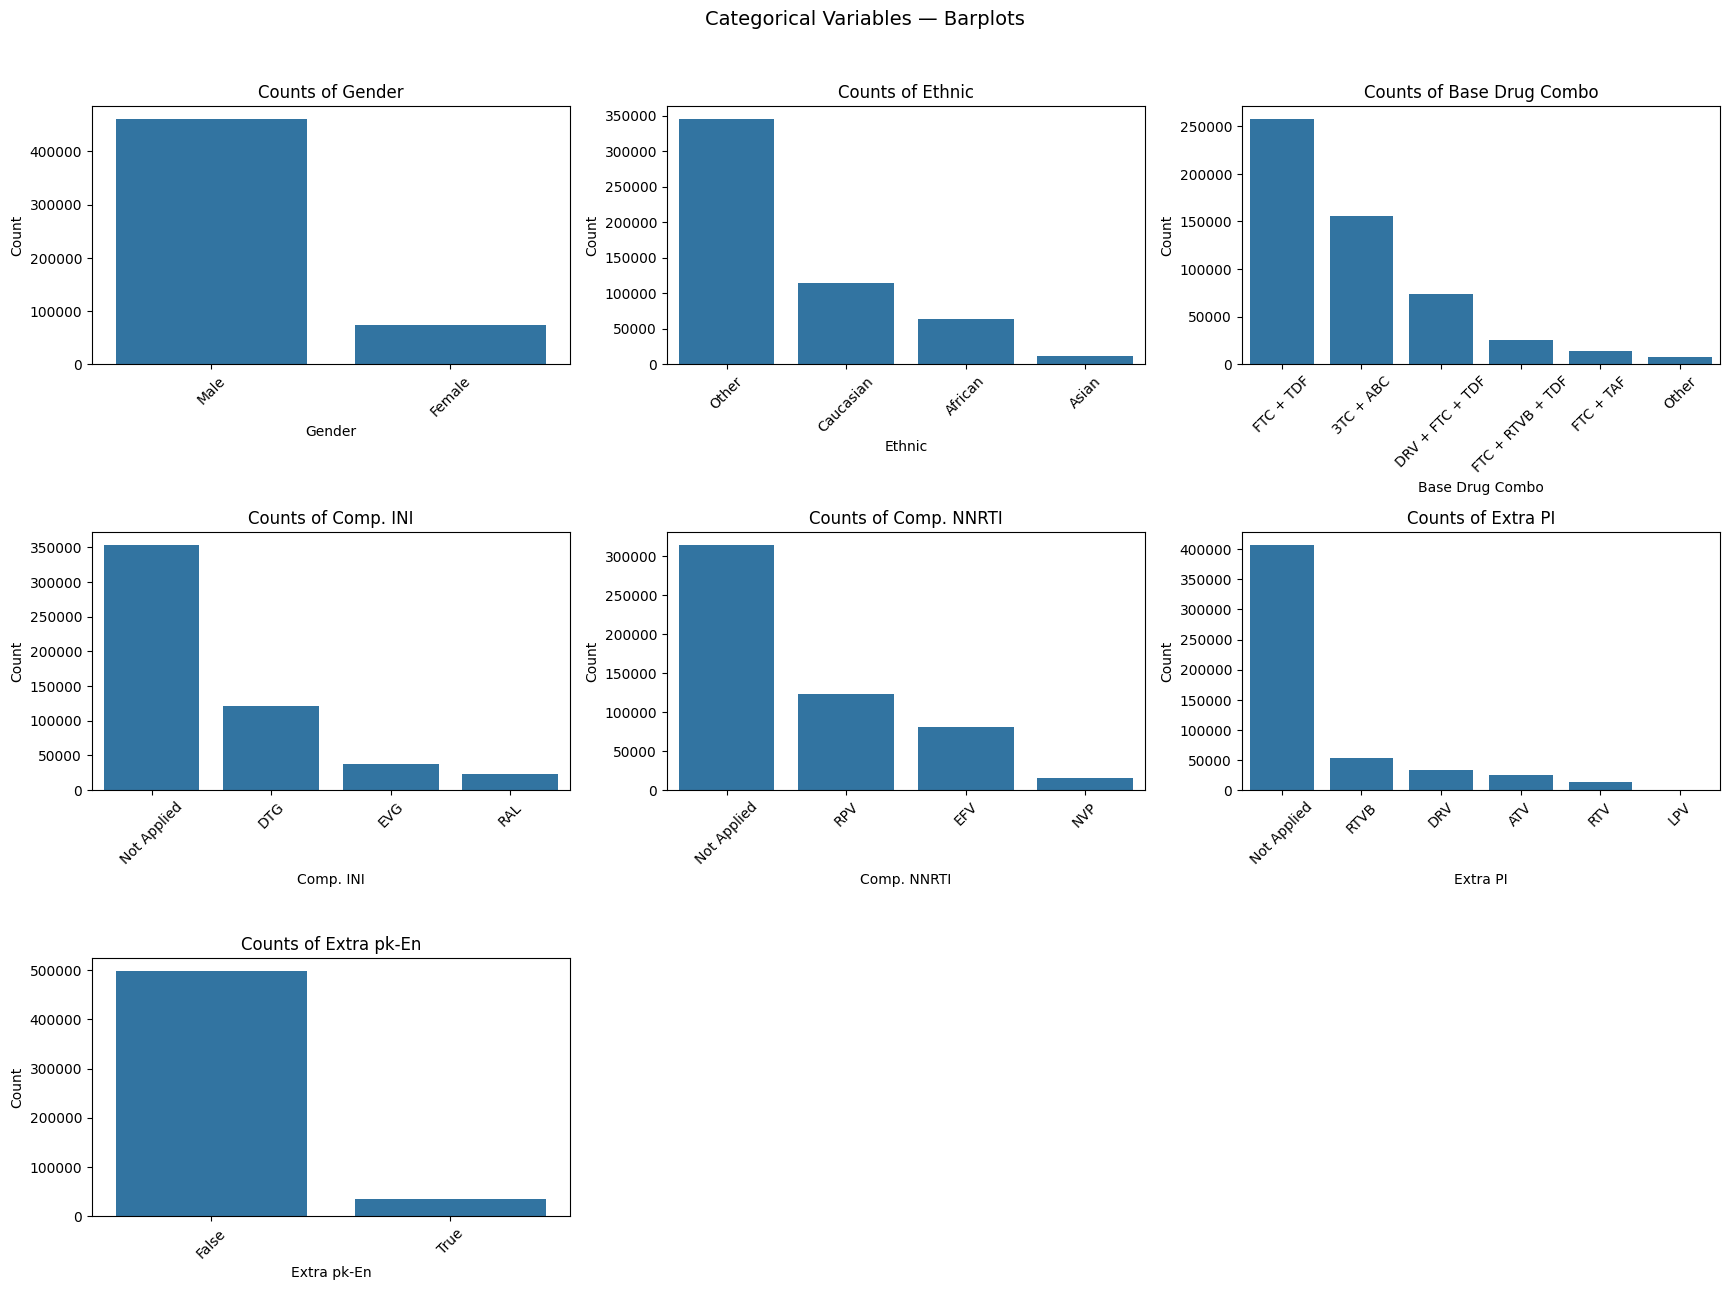 Categorical Variables — Barplots
Counts of Gender
400000
300000
200000
100000
0
Count
Male
Female
Gender
Counts of Ethnic
350000
300000
250000
200000
150000
100000
50000
0
Count
Other
Caucasian
African
Asian
Ethnic
Counts of Base Drug Combo
250000
200000
150000
100000
50000
0
Count
FTC + TDF
3TC + ABC
DRV + FTC + TDF
FTC + RTVB + TDF
FTC + TAF
Other
Base Drug Combo
Counts of Comp. INI
350000
300000
250000
200000
150000
100000
50000
0
Count
Not Applied
DTG
EVG
RAL
Comp. INI
Counts of Comp. NNRTI
300000
250000
200000
150000
100000
50000
0
Count
Not Applied
RPV
EFV
NVP
Comp. NNRTI
Counts of Extra PI
400000
350000
300000
250000
200000
150000
100000
50000
0
Count
Not Applied
RTVB
DRV
ATV
RTV
LPV
Extra PI
Counts of Extra pk-En
500000
400000
300000
200000
100000
0
Count
False
True
Extra pk-En